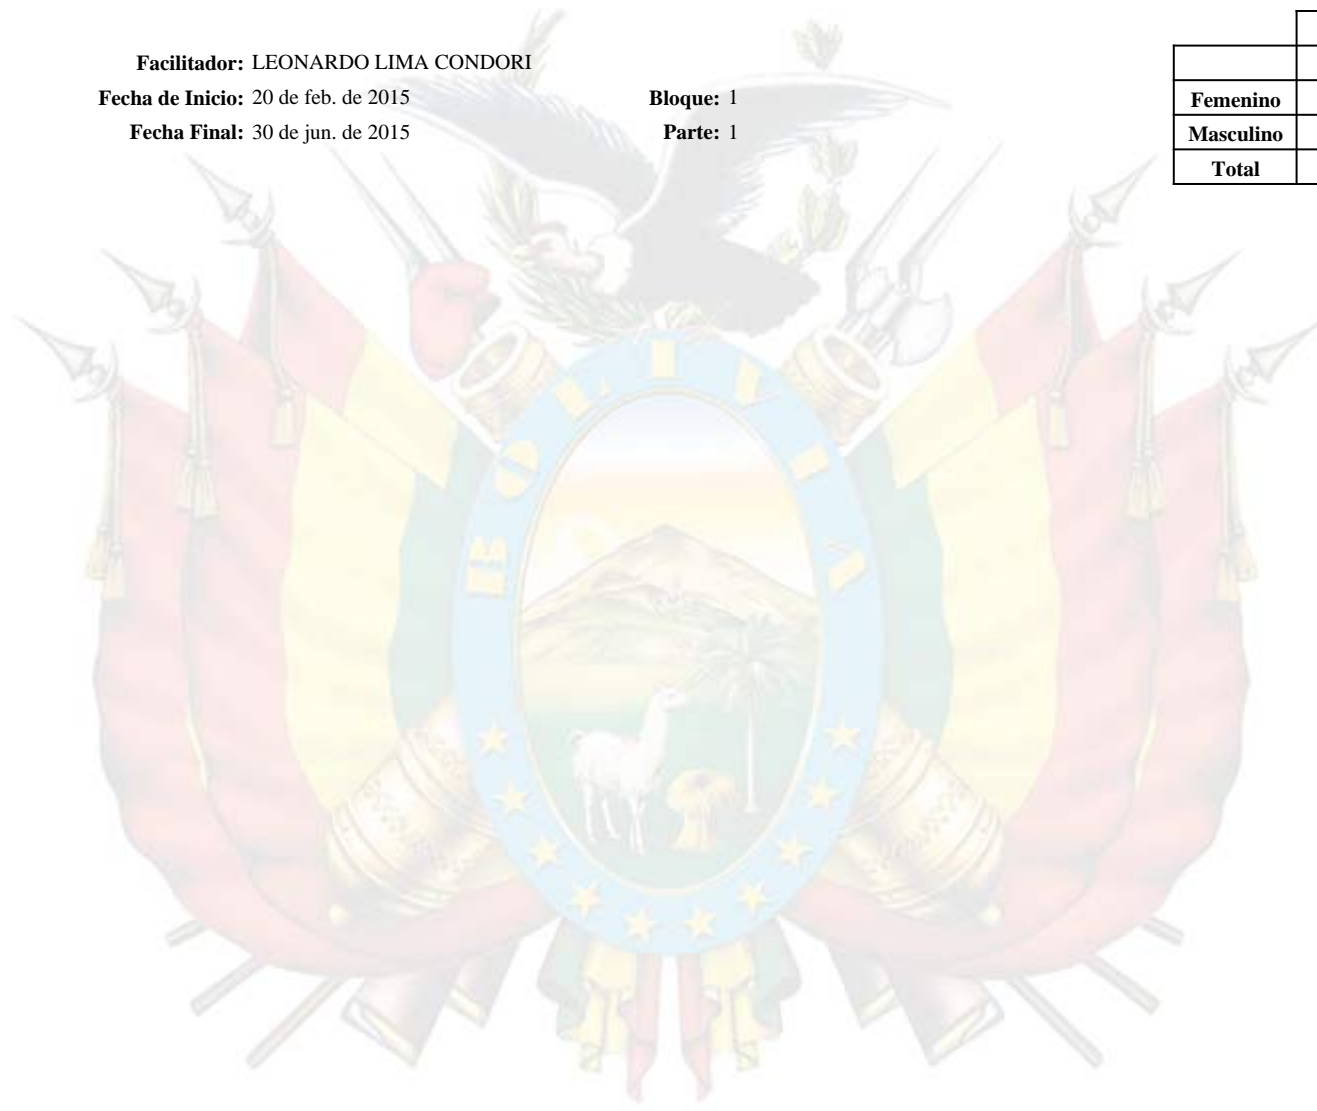 Facilitador: LEONARDO LIMA CONDORI
Fecha de Inicio: 20 de feb. de 2015 Bloque: 1
Fecha Final: 30 de jun. de 2015 Parte: 1
Femenino
Masculino
Total
BOLIVIA